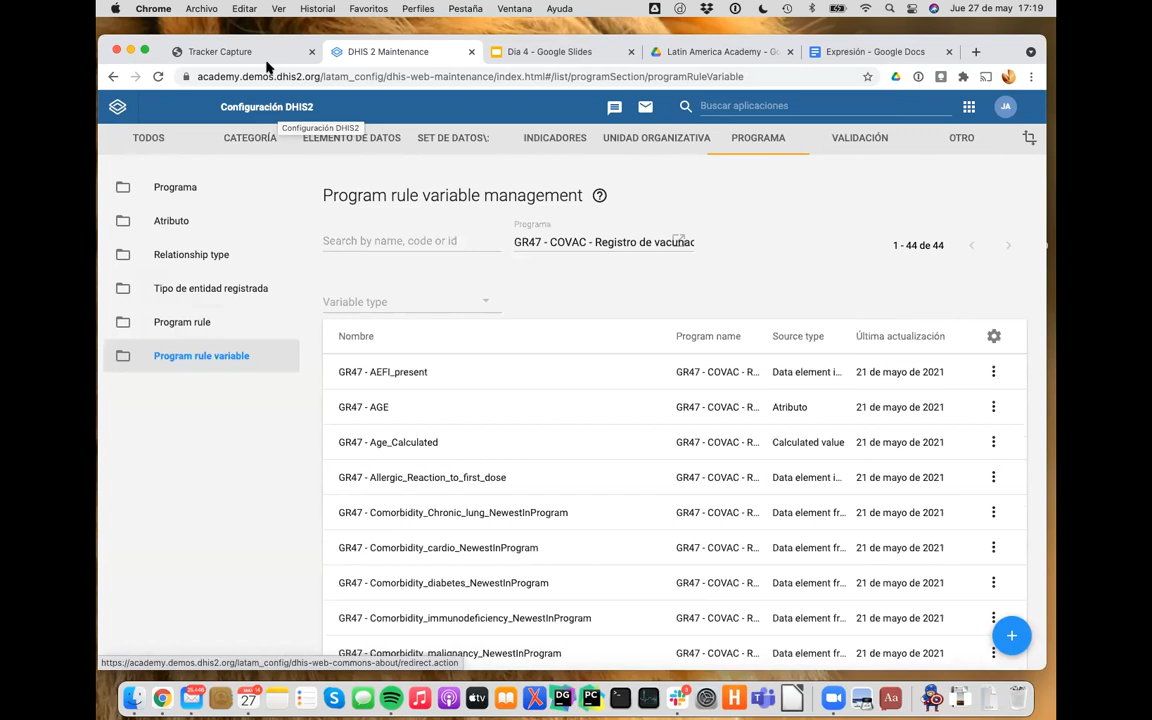 Chrome Archivo Editar Ver Historial Favoritos Perfiles Pestaña Ventana Ayuda Jue 27 de may 17:19
Tracker Capture DHIS 2 Maintenance Dia 4 - Google Slides Latin America Academy - Go Expresión - Google Docs
academy.demos.dhis2.org/latam_config/dhis-web-maintenance/index.html#/list/programSection/programRuleVariable
Configuración DHIS2 Buscar aplicaciones JA
Configuración DHIS2
TODOS CATEGORÍA ELEMENTO DE DATOS SET DE DATOS\: INDICADORES UNIDAD ORGANIZATIVA PROGRAMA VALIDACIÓN OTRO
Programa
Atributo
Relationship type
Tipo de entidad registrada
Program rule
Program rule variable
Program rule variable management
Search by name, code or id
Programa
GR47 - COVAC - Registro de vacunac
1 - 44 de 44
Variable type
Nombre Program name Source type Última actualización
GR47 - AEFI_present GR47 - COVAC - R... Data element i... 21 de mayo de 2021
GR47 - AGE GR47 - COVAC - R... Atributo 21 de mayo de 2021
GR47 - Age_Calculated GR47 - COVAC - R... Calculated value 21 de mayo de 2021
GR47 - Allergic_Reaction_to_first_dose GR47 - COVAC - R... Data element i... 21 de mayo de 2021
GR47 - Comorbidity_Chronic_lung_NewestInProgram GR47 - COVAC - R... Data element fr... 21 de mayo de 2021
GR47 - Comorbidity_cardio_NewestInProgram GR47 - COVAC - R... Data element fr... 21 de mayo de 2021
GR47 - Comorbidity_diabetes_NewestInProgram GR47 - COVAC - R... Data element fr... 21 de mayo de 2021
GR47 - Comorbidity_immunodeficiency_NewestInProgram GR47 - COVAC - R... Data element fr... 21 de mayo de 2021
GR47 - Comorbidity_malignancy_NewestInProgram GR47 - COVAC - R... Data element fr... 21 de mayo de 2021
https://academy.demos.dhis2.org/latam_config/dhis-web-commons-about/redirect.action
27 DG PC H Aa